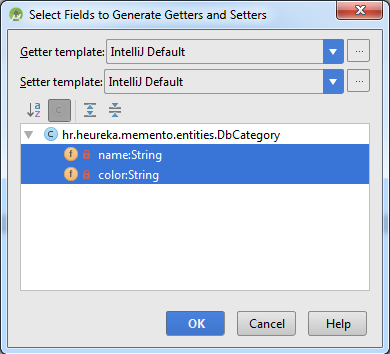 Select Fields to Generate Getters and Setters
Getter template: IntelliJ Default ...
Setter template: IntelliJ Default ...
a z C
C hr.heureka.memento.entities.DbCategory
f name:String
f color:String
OK Cancel Help